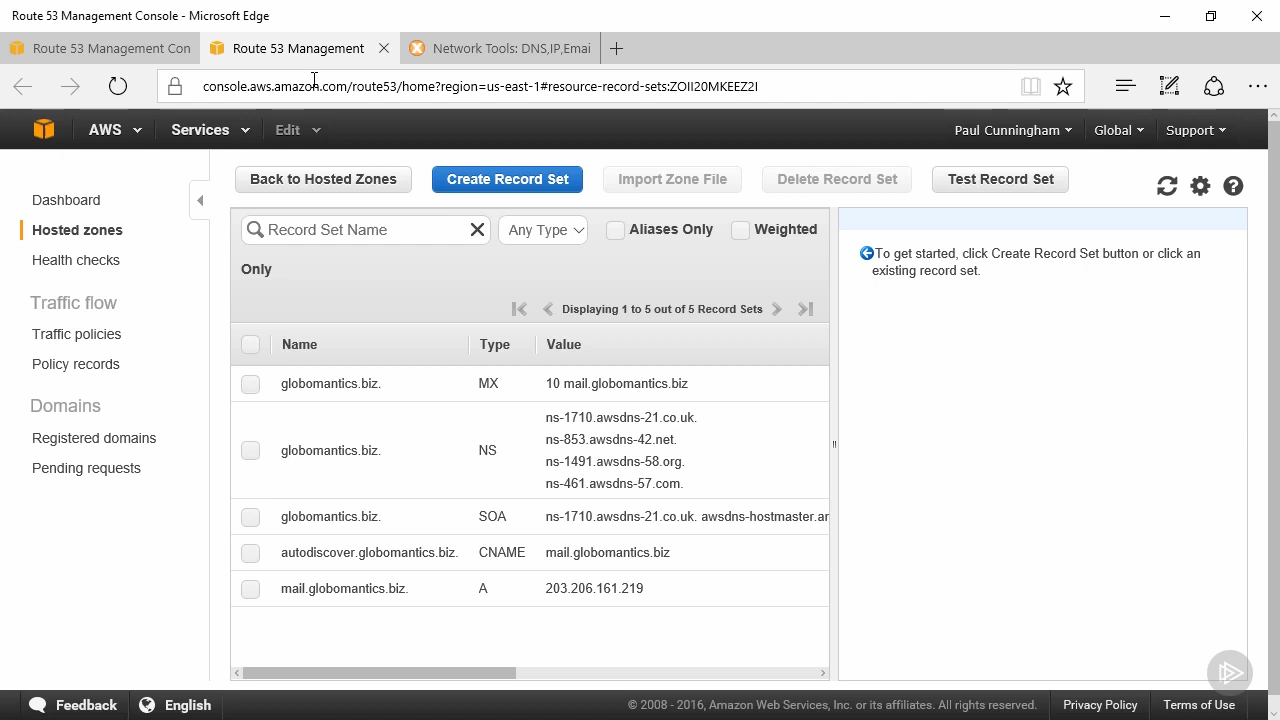 Route 53 Management Console - Microsoft Edge
Route 53 Management Con
Route 53 Management
Network Tools: DNS,IP,Emai
console.aws.amazon.com/route53/home?region=us-east-1#resource-record-sets:ZOII20MKEEZ2I
AWS
Services
Edit
Paul Cunningham
Global
Support
Dashboard
Hosted zones
Health checks
Traffic flow
Traffic policies
Policy records
Domains
Registered domains
Pending requests
Back to Hosted Zones
Create Record Set
Import Zone File
Delete Record Set
Test Record Set
Record Set Name
Any Type
Aliases Only
Weighted
Only
Displaying 1 to 5 out of 5 Record Sets
Name Type Value
globomantics.biz. MX 10 mail.globomantics.biz
ns-1710.awsdns-21.co.uk.
ns-853.awsdns-42.net.
globomantics.biz. NS
ns-1491.awsdns-58.org.
ns-461.awsdns-57.com.
globomantics.biz. SOA ns-1710.awsdns-21.co.uk. awsdns-hostmaster.ar
autodiscover.globomantics.biz. CNAME mail.globomantics.biz
mail.globomantics.biz. A 203.206.161.219
To get started, click Create Record Set button or click an
existing record set.
Feedback
English
© 2008 - 2016, Amazon Web Services, Inc. or its affiliates. All rights reserved.
Privacy Policy
Terms of Use